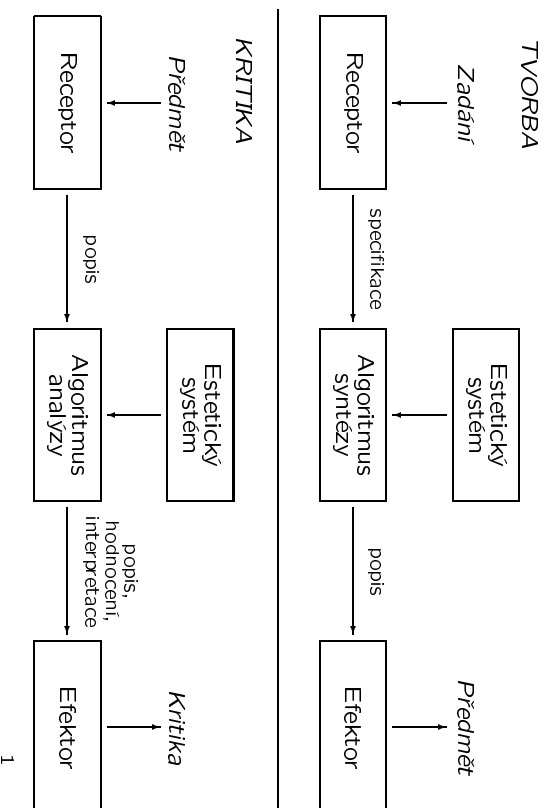 TVORBA
Zadání
Předmět
Estetický
systém
specifikace
popis
Receptor
Algoritmus
syntézy
Efektor
KRITIKA
Předmět
Kritika
Estetický
systém
popis
popis,
hodnocení,
interpretace
Receptor
Algoritmus
analýzy
Efektor
1